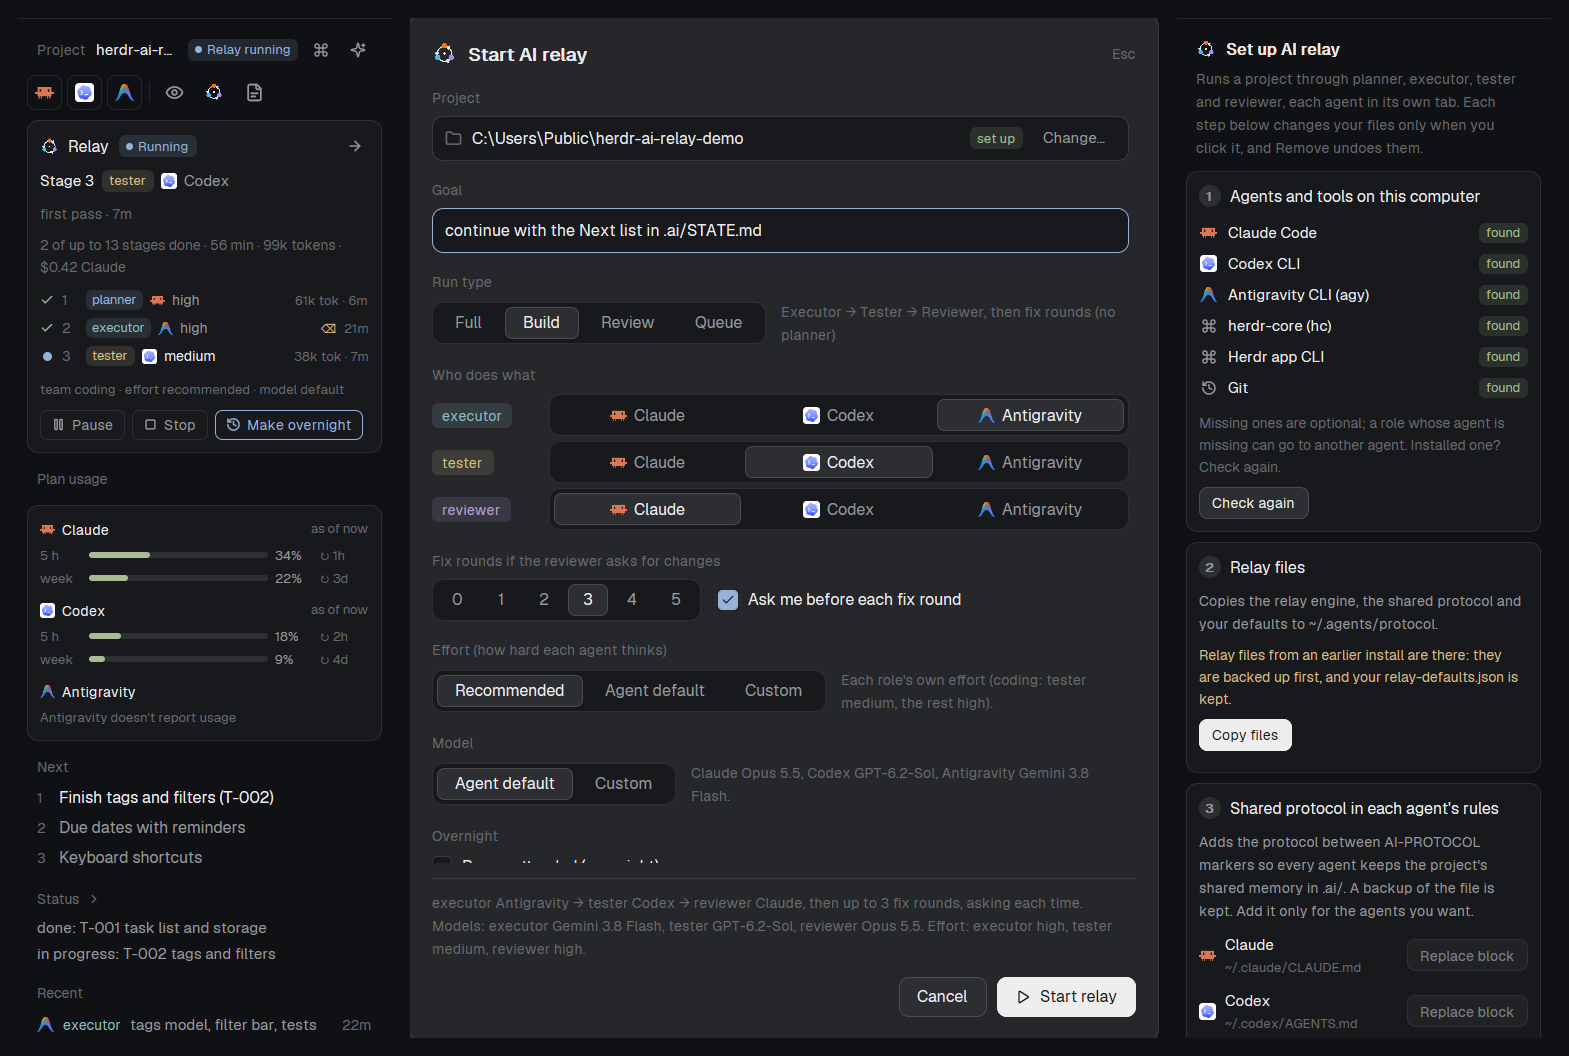 Project herdr-ai-r... Relay running
Relay Running
Stage 3 tester Codex
first pass · 7m
2 of up to 13 stages done · 56 min · 99k tokens ·
$0.42 Claude
1 planner high 61k tok · 6m
2 executor high 21m
3 tester medium 38k tok · 7m
team coding · effort recommended · model default
Pause Stop Make overnight
Plan usage
Claude as of now
5 h 34% ↻ 1h
week 22% ↻ 3d
Codex as of now
5 h 18% ↻ 2h
week 9% ↻ 4d
Antigravity
Antigravity doesn't report usage
Next
1 Finish tags and filters (T-002)
2 Due dates with reminders
3 Keyboard shortcuts
Status
done: T-001 task list and storage
in progress: T-002 tags and filters
Recent
executor tags model, filter bar, tests 22m
Start AI relay Esc
Project
C:\Users\Public\herdr-ai-relay-demo set up Change...
Goal
continue with the Next list in .ai/STATE.md
Run type
Full Build Review Queue
Executor → Tester → Reviewer, then fix rounds (no
planner)
Who does what
executor Claude Codex Antigravity
tester Claude Codex Antigravity
reviewer Claude Codex Antigravity
Fix rounds if the reviewer asks for changes
0 1 2 3 4 5 Ask me before each fix round
Effort (how hard each agent thinks)
Recommended Agent default Custom
Each role's own effort (coding: tester
medium, the rest high).
Model
Agent default Custom
Claude Opus 5.5, Codex GPT-6.2-Sol, Antigravity Gemini 3.8
Flash.
Overnight
executor Antigravity → tester Codex → reviewer Claude, then up to 3 fix rounds, asking each time.
Models: executor Gemini 3.8 Flash, tester GPT-6.2-Sol, reviewer Opus 5.5. Effort: executor high, tester
medium, reviewer high.
Cancel Start relay
Set up AI relay
Runs a project through planner, executor, tester
and reviewer, each agent in its own tab. Each
step below changes your files only when you
click it, and Remove undoes them.
1 Agents and tools on this computer
Claude Code found
Codex CLI found
Antigravity CLI (agy) found
herdr-core (hc) found
Herdr app CLI found
Git found
Missing ones are optional; a role whose agent is
missing can go to another agent. Installed one?
Check again.
Check again
2 Relay files
Copies the relay engine, the shared protocol and
your defaults to ~/.agents/protocol.
Relay files from an earlier install are there: they
are backed up first, and your relay-defaults.json is
kept.
Copy files
3 Shared protocol in each agent's rules
Adds the protocol between AI-PROTOCOL
markers so every agent keeps the project's
shared memory in .ai/. A backup of the file is
kept. Add it only for the agents you want.
Claude
~/.claude/CLAUDE.md
Replace block
Codex
~/.codex/AGENTS.md
Replace block